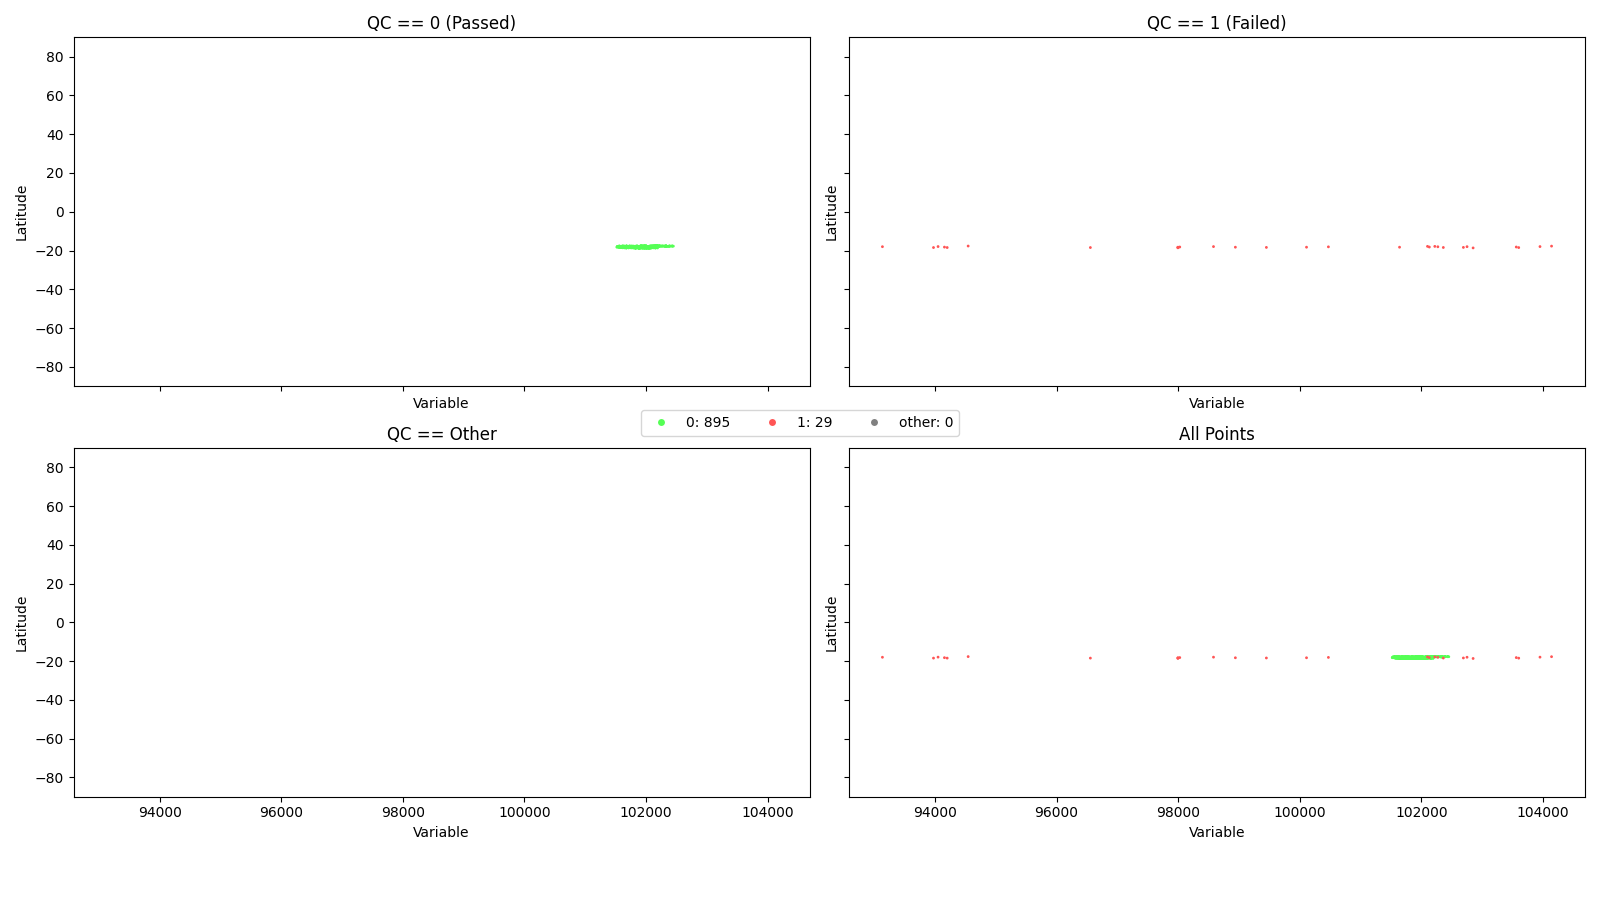 QC == 0 (Passed)
80
60
40
20
0
−20
−40
−60
−80
Latitude
Variable
QC == 1 (Failed)
Latitude
Variable
0: 895 1: 29 other: 0
QC == Other
80
60
40
20
0
−20
−40
−60
−80
Latitude
94000 96000 98000 100000 102000 104000
Variable
All Points
Latitude
94000 96000 98000 100000 102000 104000
Variable